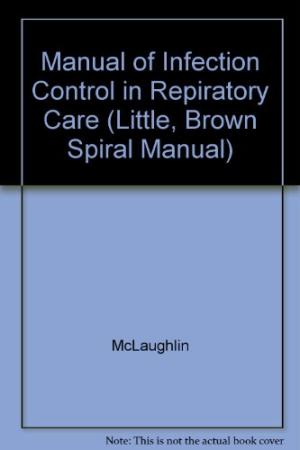 Manual of Infection
Control in Repiratory
Care (Little, Brown
Spiral Manual)
McLaughlin
Note: This is not the actual book cover